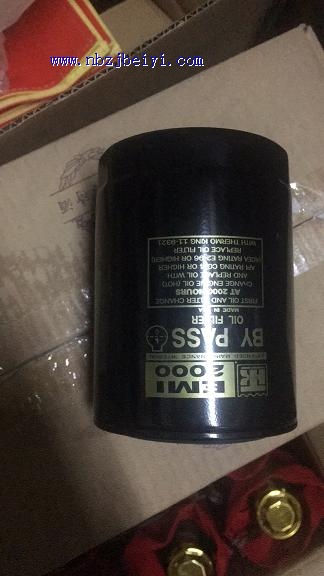 www.nbzjbeiyi.com
EMI
2000
EXTENDED MAINTENANCE INTERVAL
BY PASS
OIL FILTER
MADE IN USA
FIRST OIL AND FILTER CHANGE
AT 2000 HOURS
CHANGE ENGINE OIL (HOT)
API RATING CG-4 OR HIGHER
(ACEA RATING E2-96 OR HIGHER)
AND REPLACE OIL WITH
REPLACE OIL FILTER
WITH THERMO KING 11-9321